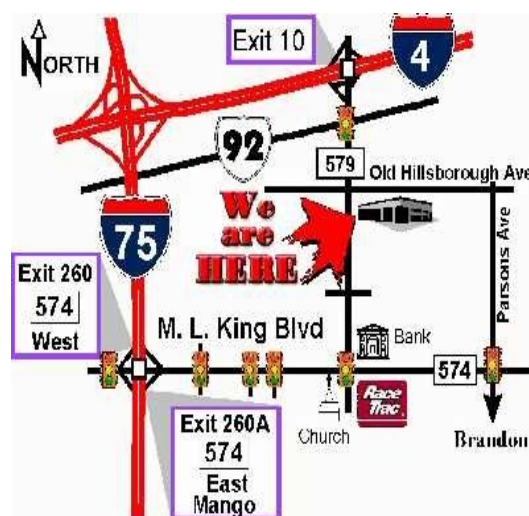 NORTH
Exit 10
4
92
579
Old Hillsborough Ave
We
are
HERE
75
Exit 260
574
West
M. L. King Blvd
Parsons Ave
Bank
574
Race
Trac
Church
Exit 260A
574
East
Mango
Brandon